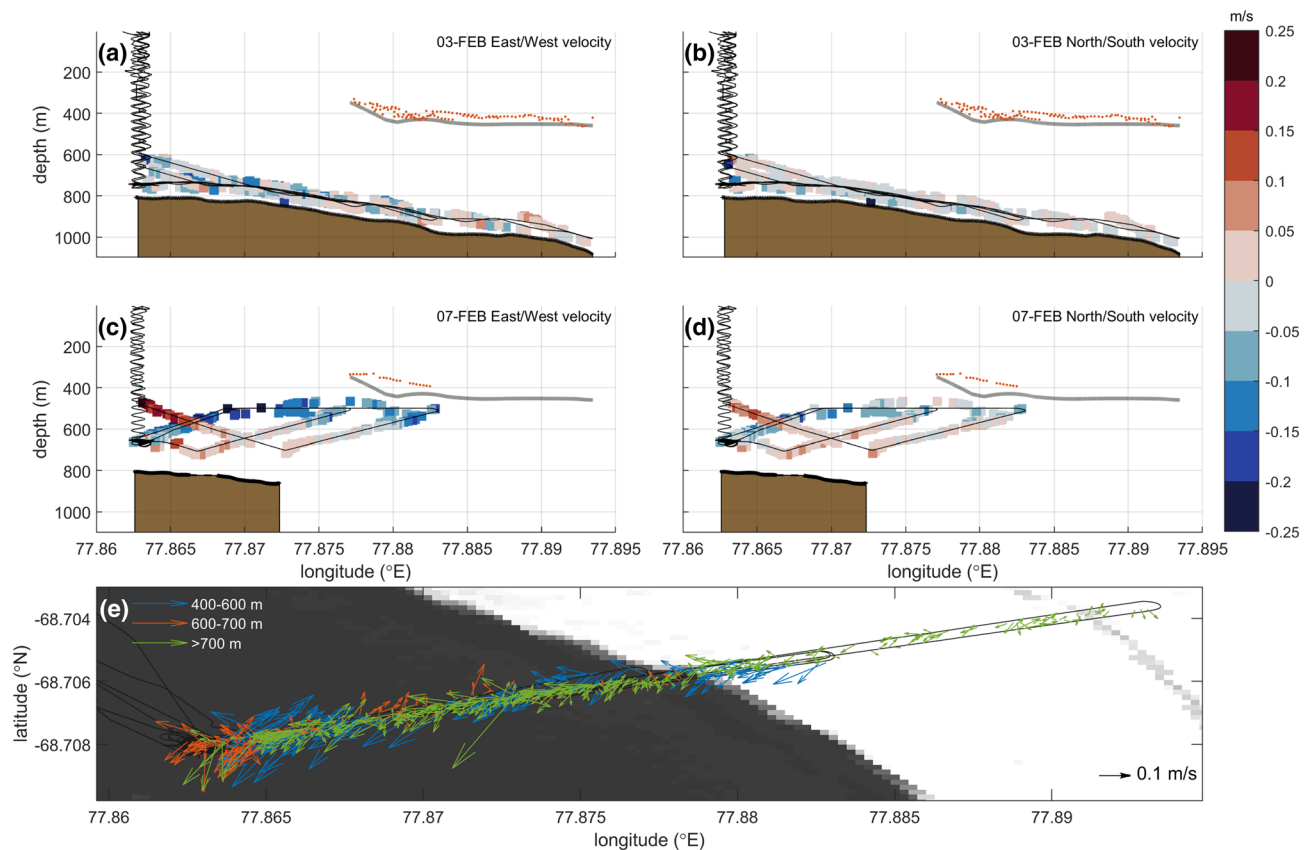 m/s
(a)
03-FEB East/West velocity
depth (m)
200
400
600
800
1000
(b)
03-FEB North/South velocity
0.25
0.2
0.15
0.1
0.05
0
-0.05
-0.1
-0.15
-0.2
-0.25
(c)
07-FEB East/West velocity
depth (m)
200
400
600
800
1000
77.86 77.865 77.87 77.875 77.88 77.885 77.89 77.895
longitude (°E)
(d)
07-FEB North/South velocity
77.86 77.865 77.87 77.875 77.88 77.885 77.89 77.895
longitude (°E)
(e)
400-600 m
600-700 m
>700 m
latitude (°N)
-68.704
-68.706
-68.708
0.1 m/s
77.86 77.865 77.87 77.875 77.88 77.885 77.89
longitude (°E)